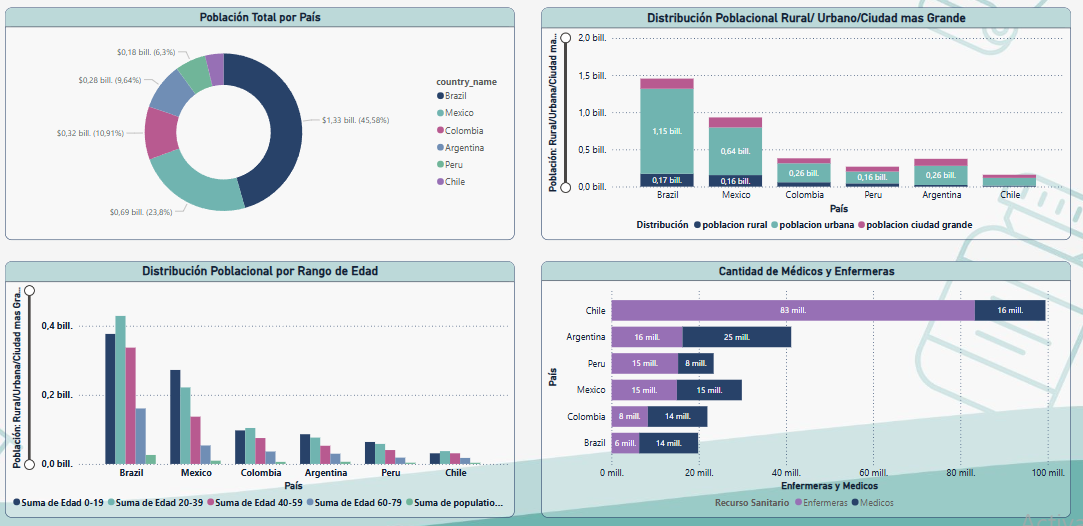 Población Total por País
$0,18 bill. (6,3%)
$0,28 bill. (9,64%)
$0,32 bill. (10,91%)
$0,69 bill. (23,8%)
$1,33 bill. (45,58%)
country_name
Brazil
Mexico
Colombia
Argentina
Peru
Chile
Distribución Poblacional Rural/ Urbano/Ciudad mas Grande
Población: Rural/Urbana/Ciudad ma...
2,0 bill.
1,5 bill.
1,0 bill.
0,5 bill.
0,0 bill.
1,15 bill.
0,17 bill.
0,64 bill.
0,16 bill.
0,26 bill.
0,16 bill.
0,26 bill.
Brazil Mexico Colombia Peru Argentina Chile
País
Distribución poblacion rural poblacion urbana poblacion ciudad grande
Distribución Poblacional por Rango de Edad
Población: Rural/Urbana/Ciudad mas Gra...
0,4 bill.
0,2 bill.
0,0 bill.
Brazil Mexico Colombia Argentina Peru Chile
País
Suma de Edad 0-19 Suma de Edad 20-39 Suma de Edad 40-59 Suma de Edad 60-79 Suma de populatio...
Cantidad de Médicos y Enfermeras
País
Chile 83 mill. 16 mill.
Argentina 16 mill. 25 mill.
Peru 15 mill. 8 mill.
Mexico 15 mill. 15 mill.
Colombia 8 mill. 14 mill.
Brazil 6 mill. 14 mill.
0 mill. 20 mill. 40 mill. 60 mill. 80 mill. 100 mill.
Enfermeras y Medicos
Recurso Sanitario Enfermeras Medicos